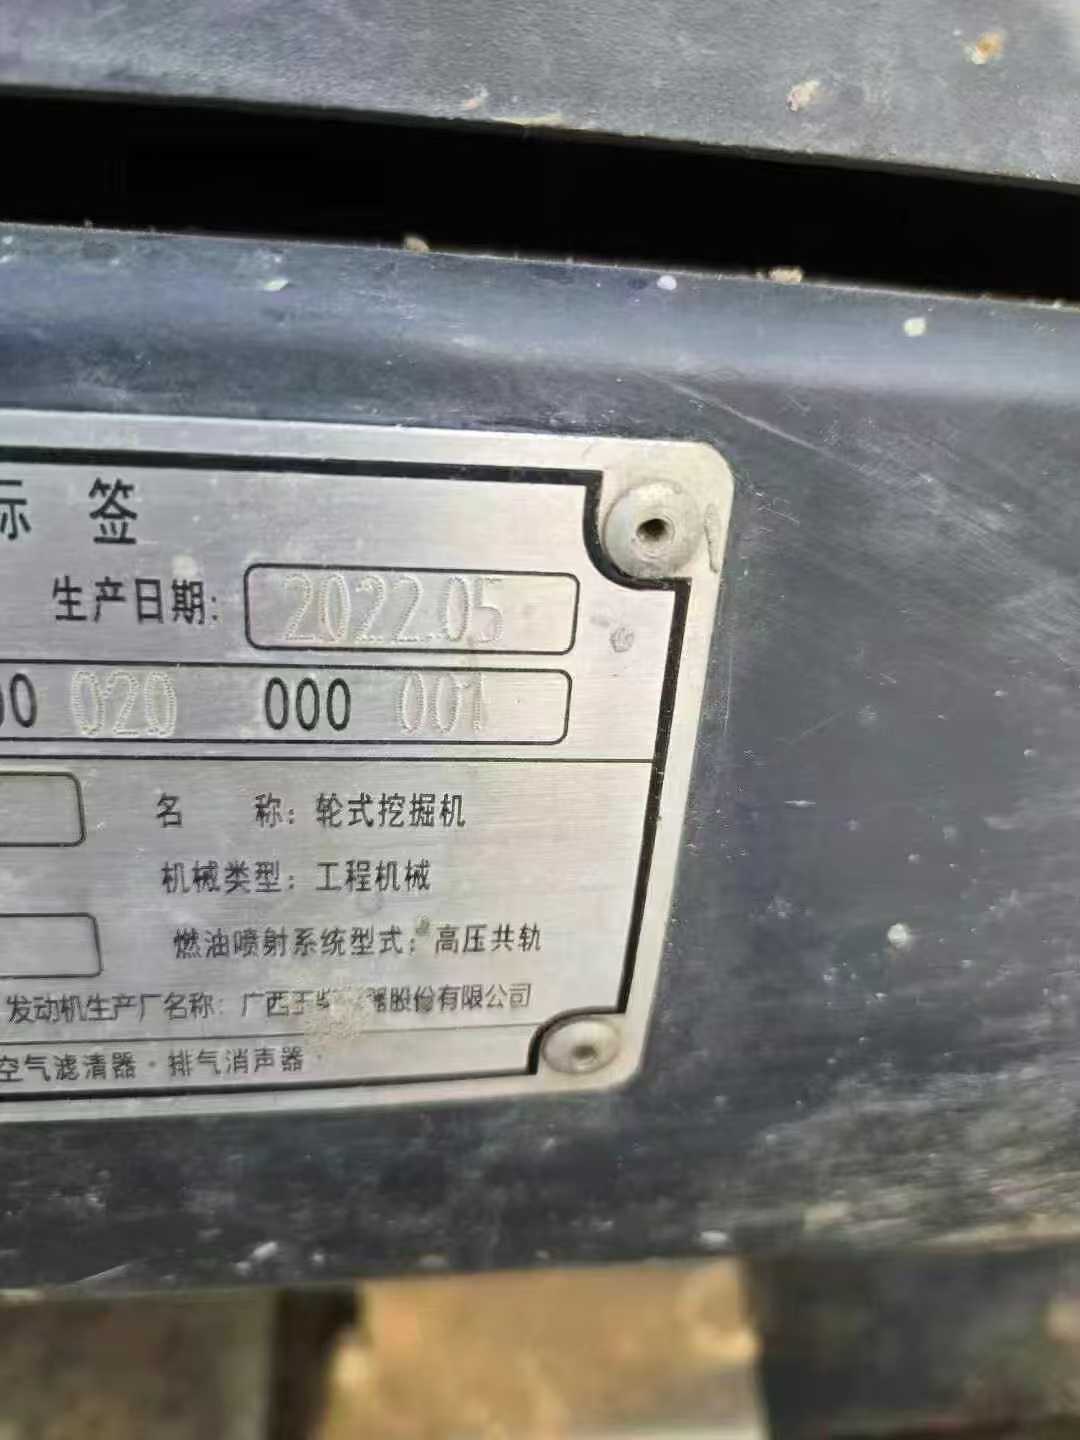 标 签
生产日期: 2022.05
00 020 000 001
名 称: 轮式挖掘机
机械类型: 工程机械
燃油喷射系统型式: 高压共轨
发动机生产厂名称: 广西玉柴 器股份有限公司
空气滤清器·排气消声器